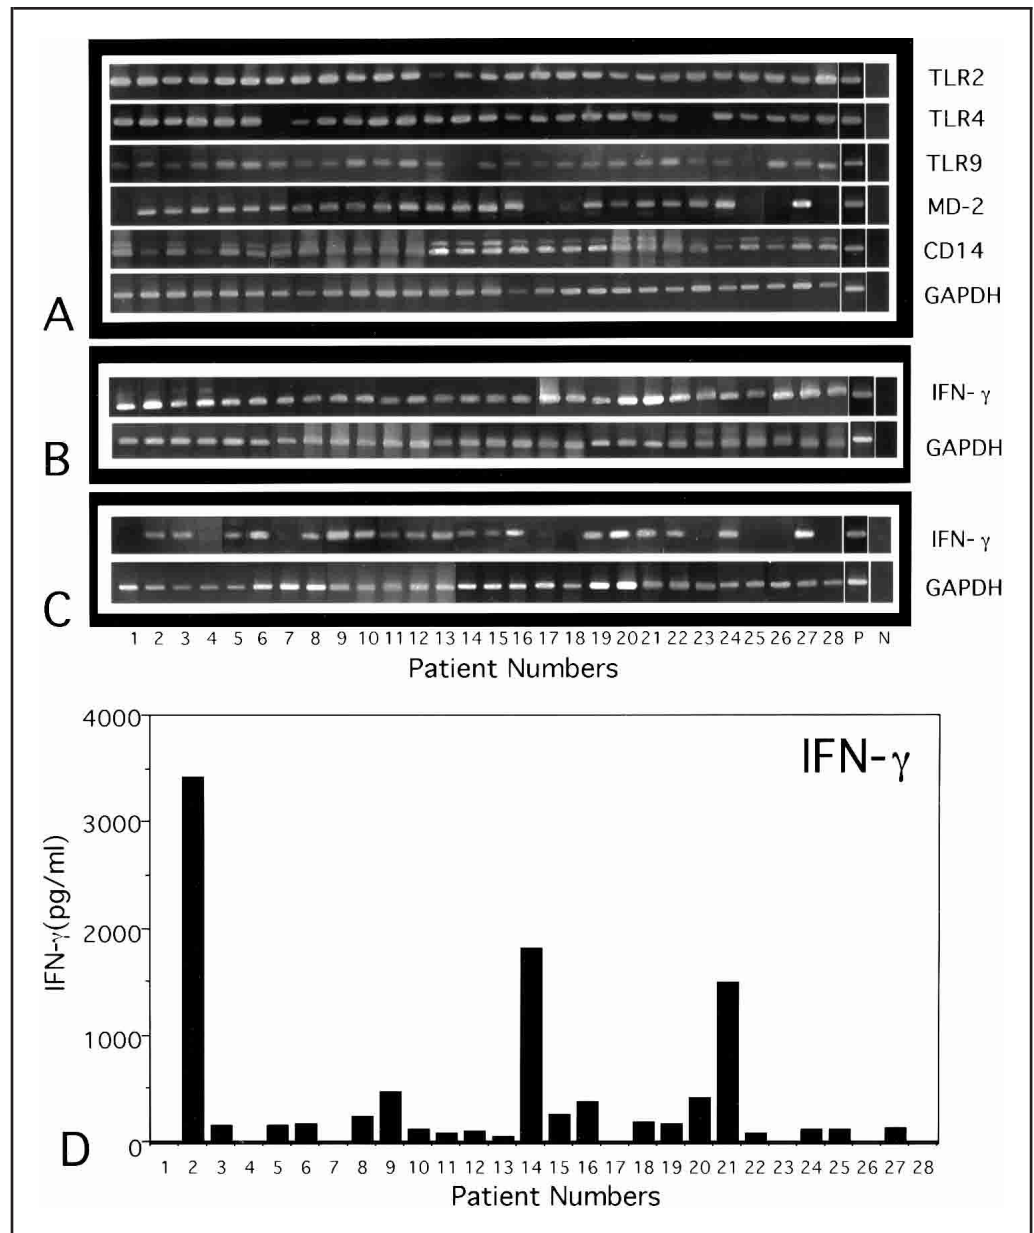 TLR2
TLR4
TLR9
MD-2
CD14
GAPDH
A
IFN- γ
GAPDH
B
IFN- γ
GAPDH
C
1 2 3 4 5 6 7 8 9 10 11 12 13 14 15 16 17 18 19 20 21 22 23 24 25 26 27 28 P N
Patient Numbers
4000
IFN- γ
3000
2000
1000
0
IFN-γ(pg/ml)
D
1 2 3 4 5 6 7 8 9 10 11 12 13 14 15 16 17 18 19 20 21 22 23 24 25 26 27 28
Patient Numbers